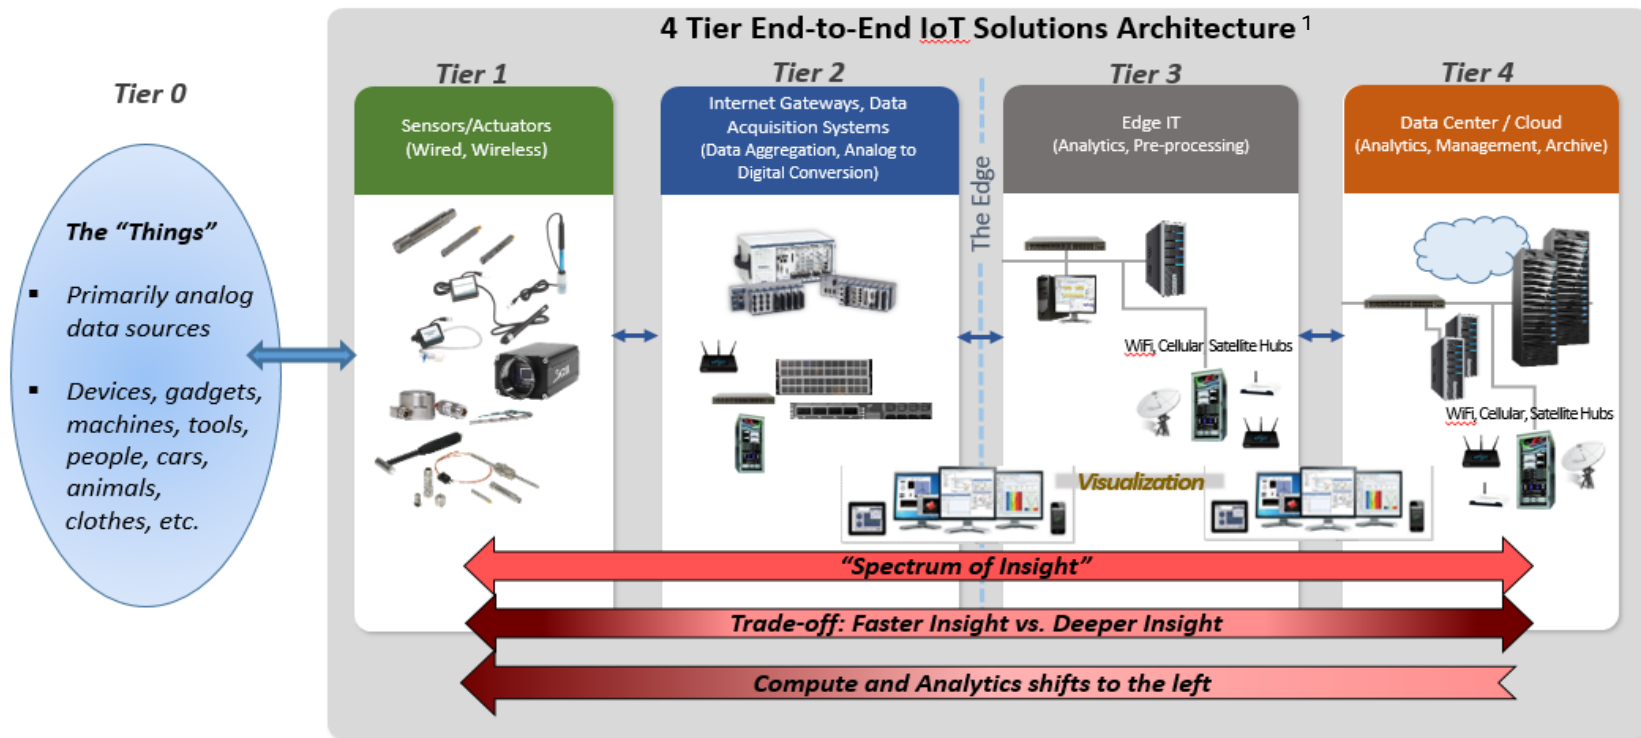 4 Tier End-to-End IoT Solutions Architecture 1
Tier 0
The “Things”
▪ Primarily analog
data sources
▪ Devices, gadgets,
machines, tools,
people, cars,
animals,
clothes, etc.
Tier 1
Sensors/Actuators
(Wired, Wireless)
Tier 2
Internet Gateways, Data
Acquisition Systems
(Data Aggregation, Analog to
Digital Conversion)
The Edge
Tier 3
Edge IT
(Analytics, Pre-processing)
WiFi, Cellular, Satellite Hubs
Tier 4
Data Center / Cloud
(Analytics, Management, Archive)
WiFi, Cellular, Satellite Hubs
Visualization
“Spectrum of Insight”
Trade-off: Faster Insight vs. Deeper Insight
Compute and Analytics shifts to the left